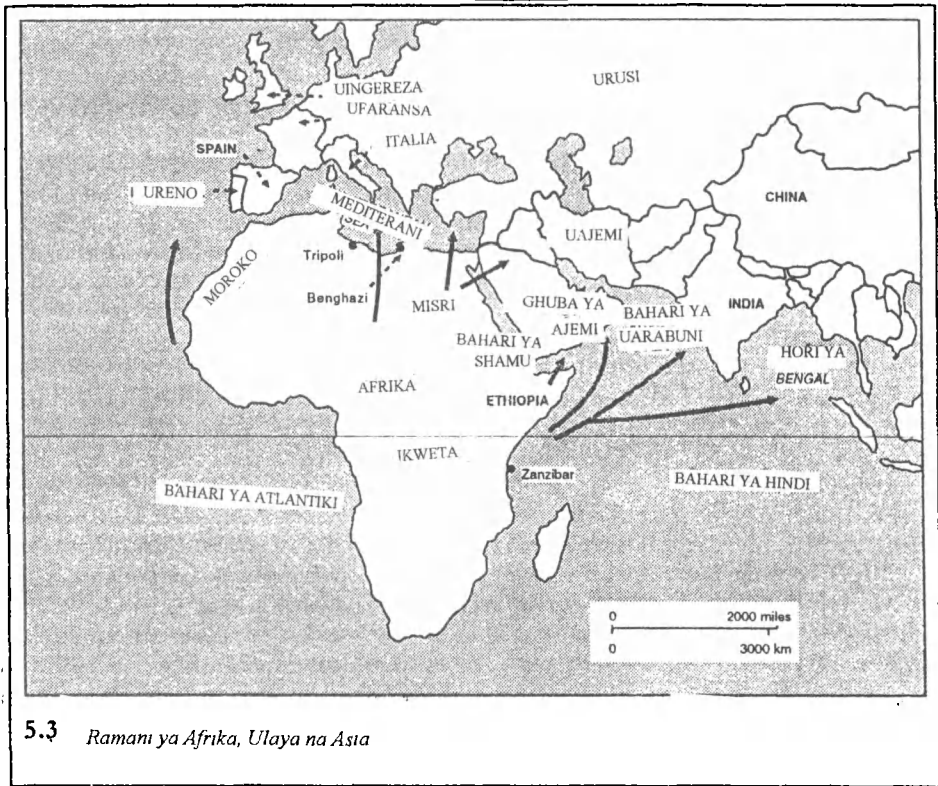 URUSI
UINGEREZA
UFARANSA
ITALIA
SPAIN
URENO
MEDITERANI
CHINA
UAJEMI
MOROKO
Tripoli
Benghazi
MISRI
GHUBA YA
AJEMI
BAHARI YA
UARABUNI
INDIA
BAHARI YA
SHAMU
HORI YA
BENGAL
AFRIKA
ETHIOPIA
IKWETA
Zanzibar
BAHARI YA ATLANTIKI
BAHARI YA HINDI
0 2000 miles
0 3000 km
5.3 Ramani ya Afrika, Ulaya na Asia